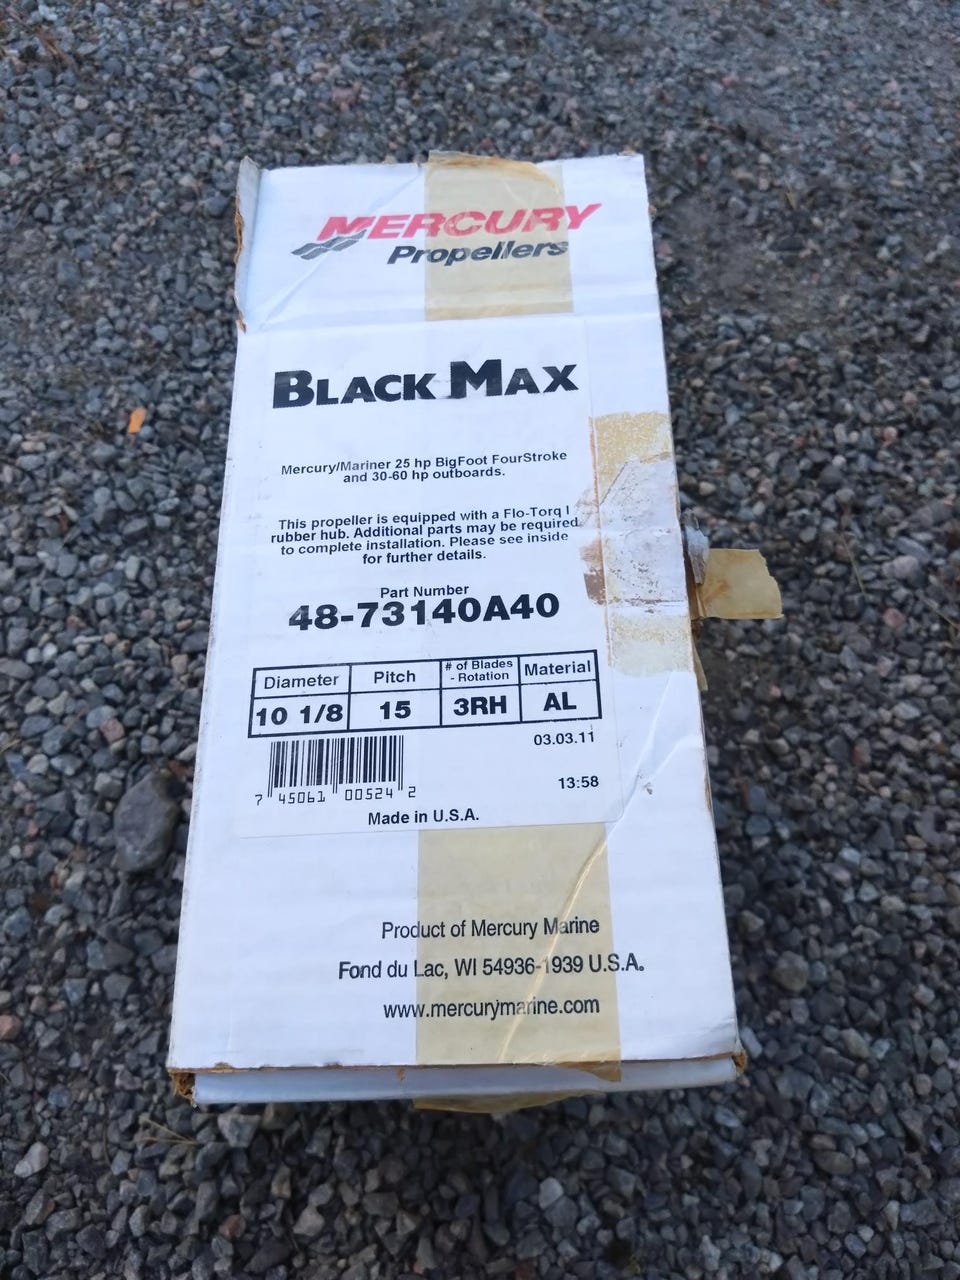 MERCURY
Propellers
BLACK MAX
Mercury/Mariner 25 hp BigFoot FourStroke
and 30-60 hp outboards.
This propeller is equipped with a Flo-Torq I
rubber hub. Additional parts may be required
to complete installation. Please see inside
for further details.
Part Number
48-73140A40
Diameter Pitch # of Blades - Rotation Material
10 1/8 15 3RH AL
03.03.11
13:58
7 45061 00524 2
Made in U.S.A.
Product of Mercury Marine
Fond du Lac, WI 54936-1939 U.S.A.
www.mercurymarine.com